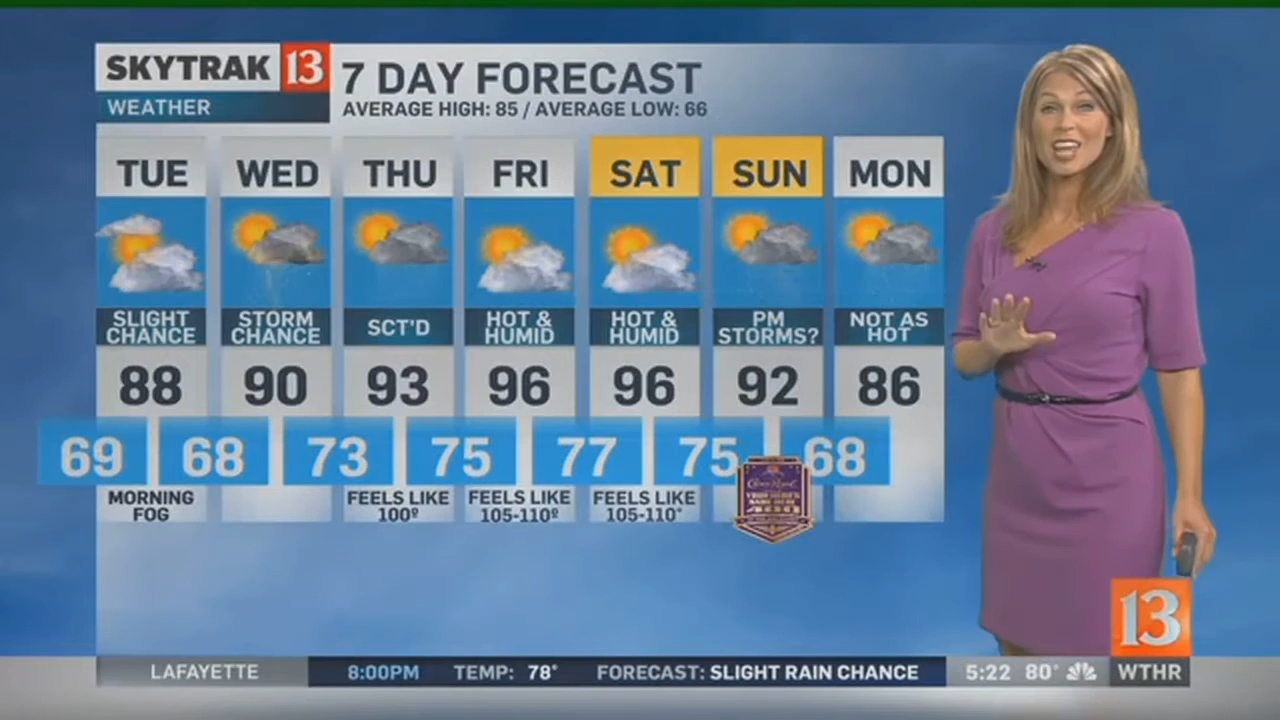 SKYTRAK 13
WEATHER
7 DAY FORECAST
AVERAGE HIGH: 85 / AVERAGE LOW: 66
TUE WED THU FRI SAT SUN MON
SLIGHT CHANCE
STORM CHANCE
SCT'D
HOT & HUMID
HOT & HUMID
PM STORMS?
NOT AS HOT
88 90 93 96 96 92 86
69 68 73 75 77 75 68
MORNING FOG
FEELS LIKE 100º
FEELS LIKE 105-110º
FEELS LIKE 105-110°
Crown Royal
400
13
LAFAYETTE 8:00PM TEMP: 78° FORECAST: SLIGHT RAIN CHANCE 5:22 80° WTHR